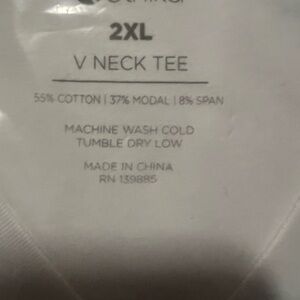 2XL
V NECK TEE
55% COTTON | 37% MODAL | 8% SPAN
MACHINE WASH COLD
TUMBLE DRY LOW
MADE IN CHINA
RN 139885